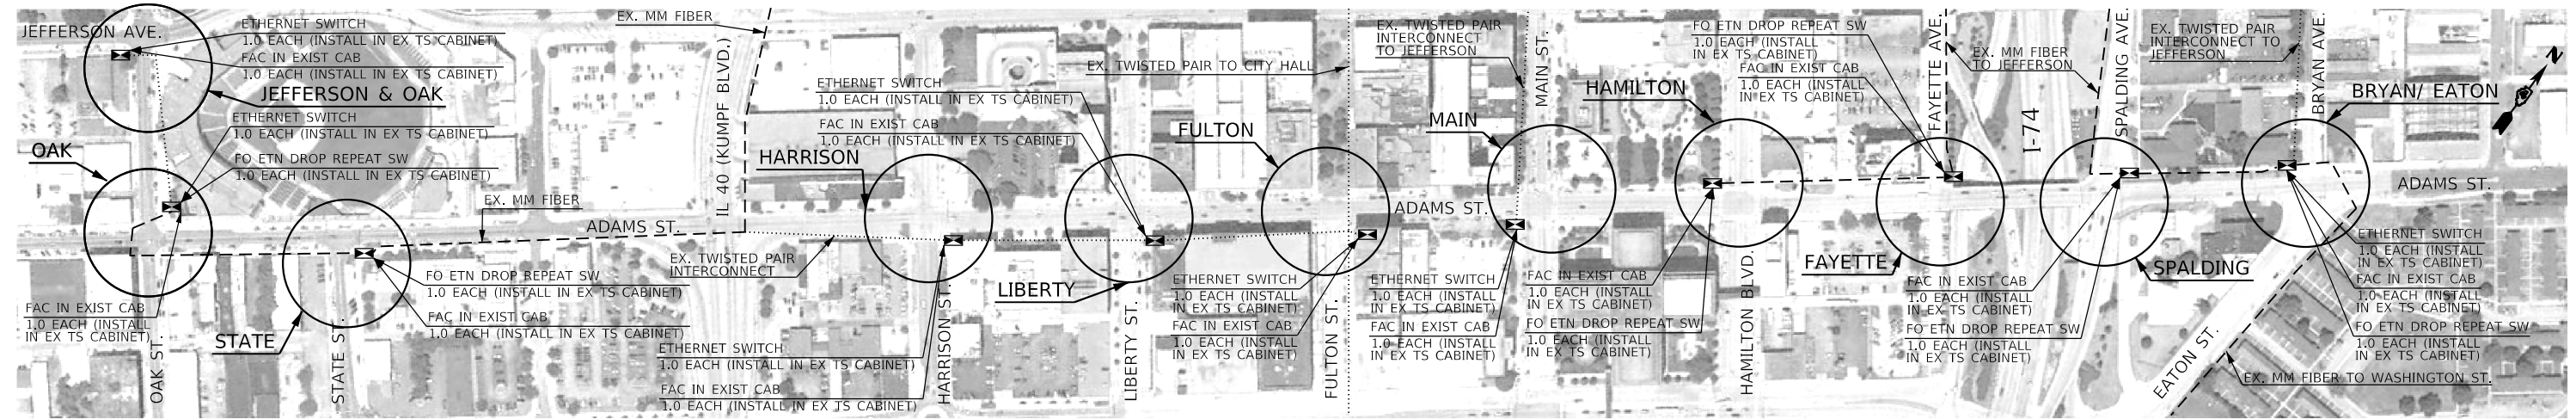 JEFFERSON AVE.
ETHERNET SWITCH
1.0 EACH (INSTALL IN EX TS CABINET)
FAC IN EXIST CAB
1.0 EACH (INSTALL IN EX TS CABINET)
JEFFERSON & OAK
ETHERNET SWITCH
1.0 EACH (INSTALL IN EX TS CABINET)
OAK
FO ETN DROP REPEAT SW
1.0 EACH (INSTALL IN EX TS CABINET)
FAC IN EXIST CAB
1.0 EACH (INSTALL
IN EX TS CABINET)
OAK ST.
STATE
STATE ST.
EX. MM FIBER
ADAMS ST.
FO ETN DROP REPEAT SW
1.0 EACH (INSTALL IN EX TS CABINET)
FAC IN EXIST CAB
1.0 EACH (INSTALL IN EX TS CABINET)
EX. MM FIBER
IL 40 (KUMPF BLVD.)
EX. TWISTED PAIR
INTERCONNECT
HARRISON
ETHERNET SWITCH
1.0 EACH (INSTALL IN EX TS CABINET)
FAC IN EXIST CAB
1.0 EACH (INSTALL IN EX TS CABINET)
HARRISON ST.
ETHERNET SWITCH
1.0 EACH (INSTALL IN EX TS CABINET)
FAC IN EXIST CAB
1.0 EACH (INSTALL IN EX TS CABINET)
LIBERTY
LIBERTY ST.
EX. TWISTED PAIR TO CITY HALL
FULTON
ETHERNET SWITCH
1.0 EACH (INSTALL
IN EX TS CABINET)
FAC IN EXIST CAB
1.0 EACH (INSTALL
IN EX TS CABINET)
FULTON ST.
EX. TWISTED PAIR
INTERCONNECT
TO JEFFERSON
MAIN ST.
MAIN
ADAMS ST.
ETHERNET SWITCH
1.0 EACH (INSTALL
IN EX TS CABINET)
FAC IN EXIST CAB
1.0 EACH (INSTALL
IN EX TS CABINET)
HAMILTON
FAC IN EXIST CAB
1.0 EACH (INSTALL
IN EX TS CABINET)
FO ETN DROP REPEAT SW
1.0 EACH (INSTALL
IN EX TS CABINET)
HAMILTON BLVD.
FO ETN DROP REPEAT SW
1.0 EACH (INSTALL
IN EX TS CABINET)
FAC IN EXIST CAB
1.0 EACH (INSTALL
IN EX TS CABINET)
FAYETTE AVE.
FAYETTE
EX. MM FIBER
TO JEFFERSON
I-74
SPALDING AVE.
FAC IN EXIST CAB
1.0 EACH (INSTALL
IN EX TS CABINET)
FO ETN DROP REPEAT SW
1.0 EACH (INSTALL
IN EX TS CABINET)
SPALDING
EX. TWISTED PAIR
INTERCONNECT TO
JEFFERSON
BRYAN AVE.
BRYAN/ EATON
N
ADAMS ST.
ETHERNET SWITCH
1.0 EACH (INSTALL
IN EX TS CABINET)
FAC IN EXIST CAB
1.0 EACH (INSTALL
IN EX TS CABINET)
FO ETN DROP REPEAT SW
1.0 EACH (INSTALL
IN EX TS CABINET)
EATON ST.
EX. MM FIBER TO WASHINGTON ST.